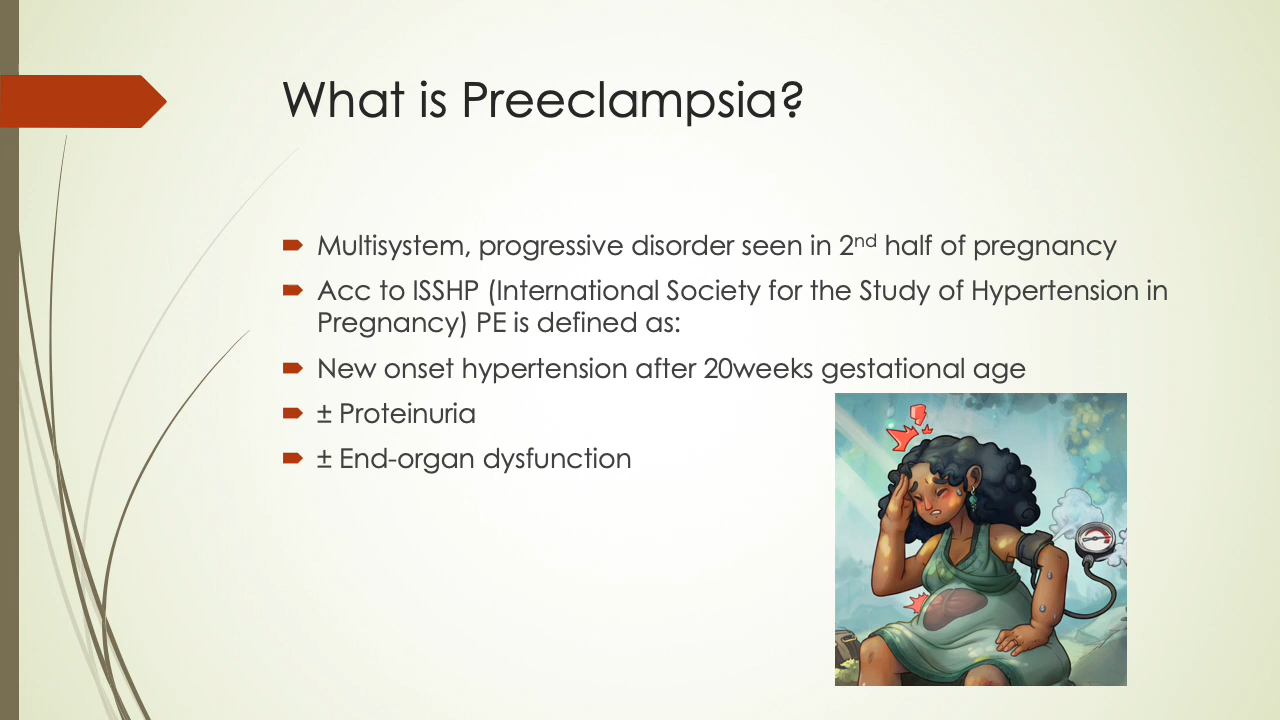 What is Preeclampsia?
Multisystem, progressive disorder seen in 2nd half of pregnancy
Acc to ISSHP (International Society for the Study of Hypertension in
Pregnancy) PE is defined as:
New onset hypertension after 20weeks gestational age
± Proteinuria
± End-organ dysfunction